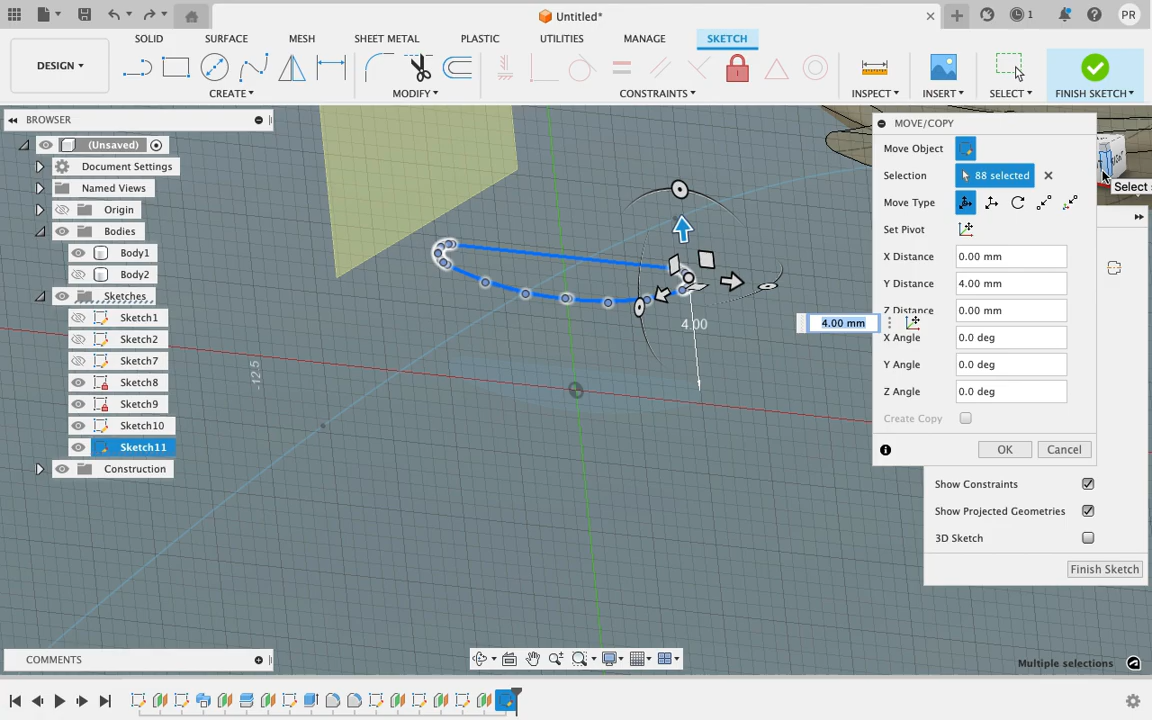 Untitled*
1
PR
DESIGN
SOLID
SURFACE
MESH
SHEET METAL
PLASTIC
UTILITIES
MANAGE
SKETCH
CREATE
MODIFY
CONSTRAINTS
INSPECT
INSERT
SELECT
FINISH SKETCH
BROWSER
(Unsaved)
Document Settings
Named Views
Origin
Bodies
Body1
Body2
Sketches
Sketch1
Sketch2
Sketch7
Sketch8
Sketch9
Sketch10
Sketch11
Construction
-12.5
4.00
4.00 mm
MOVE/COPY
Move Object
Selection
88 selected
Move Type
Set Pivot
X Distance
0.00 mm
Y Distance
4.00 mm
Z Distance
0.00 mm
X Angle
0.0 deg
Y Angle
0.0 deg
Z Angle
0.0 deg
Create Copy
OK
Cancel
Select
Show Constraints
Show Projected Geometries
3D Sketch
Finish Sketch
COMMENTS
Multiple selections